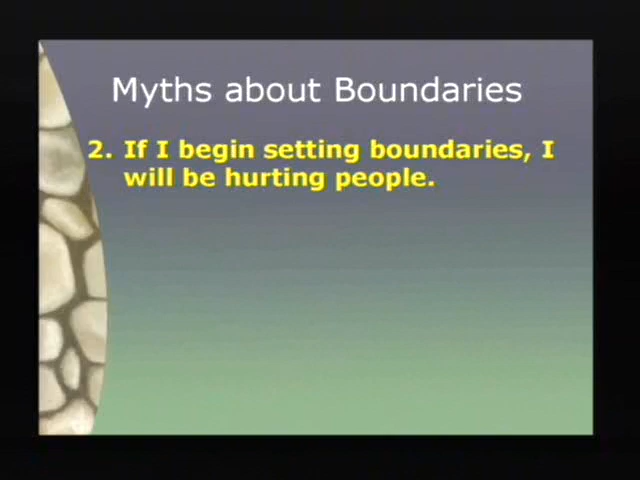 Myths about Boundaries
2. If I begin setting boundaries, I
will be hurting people.